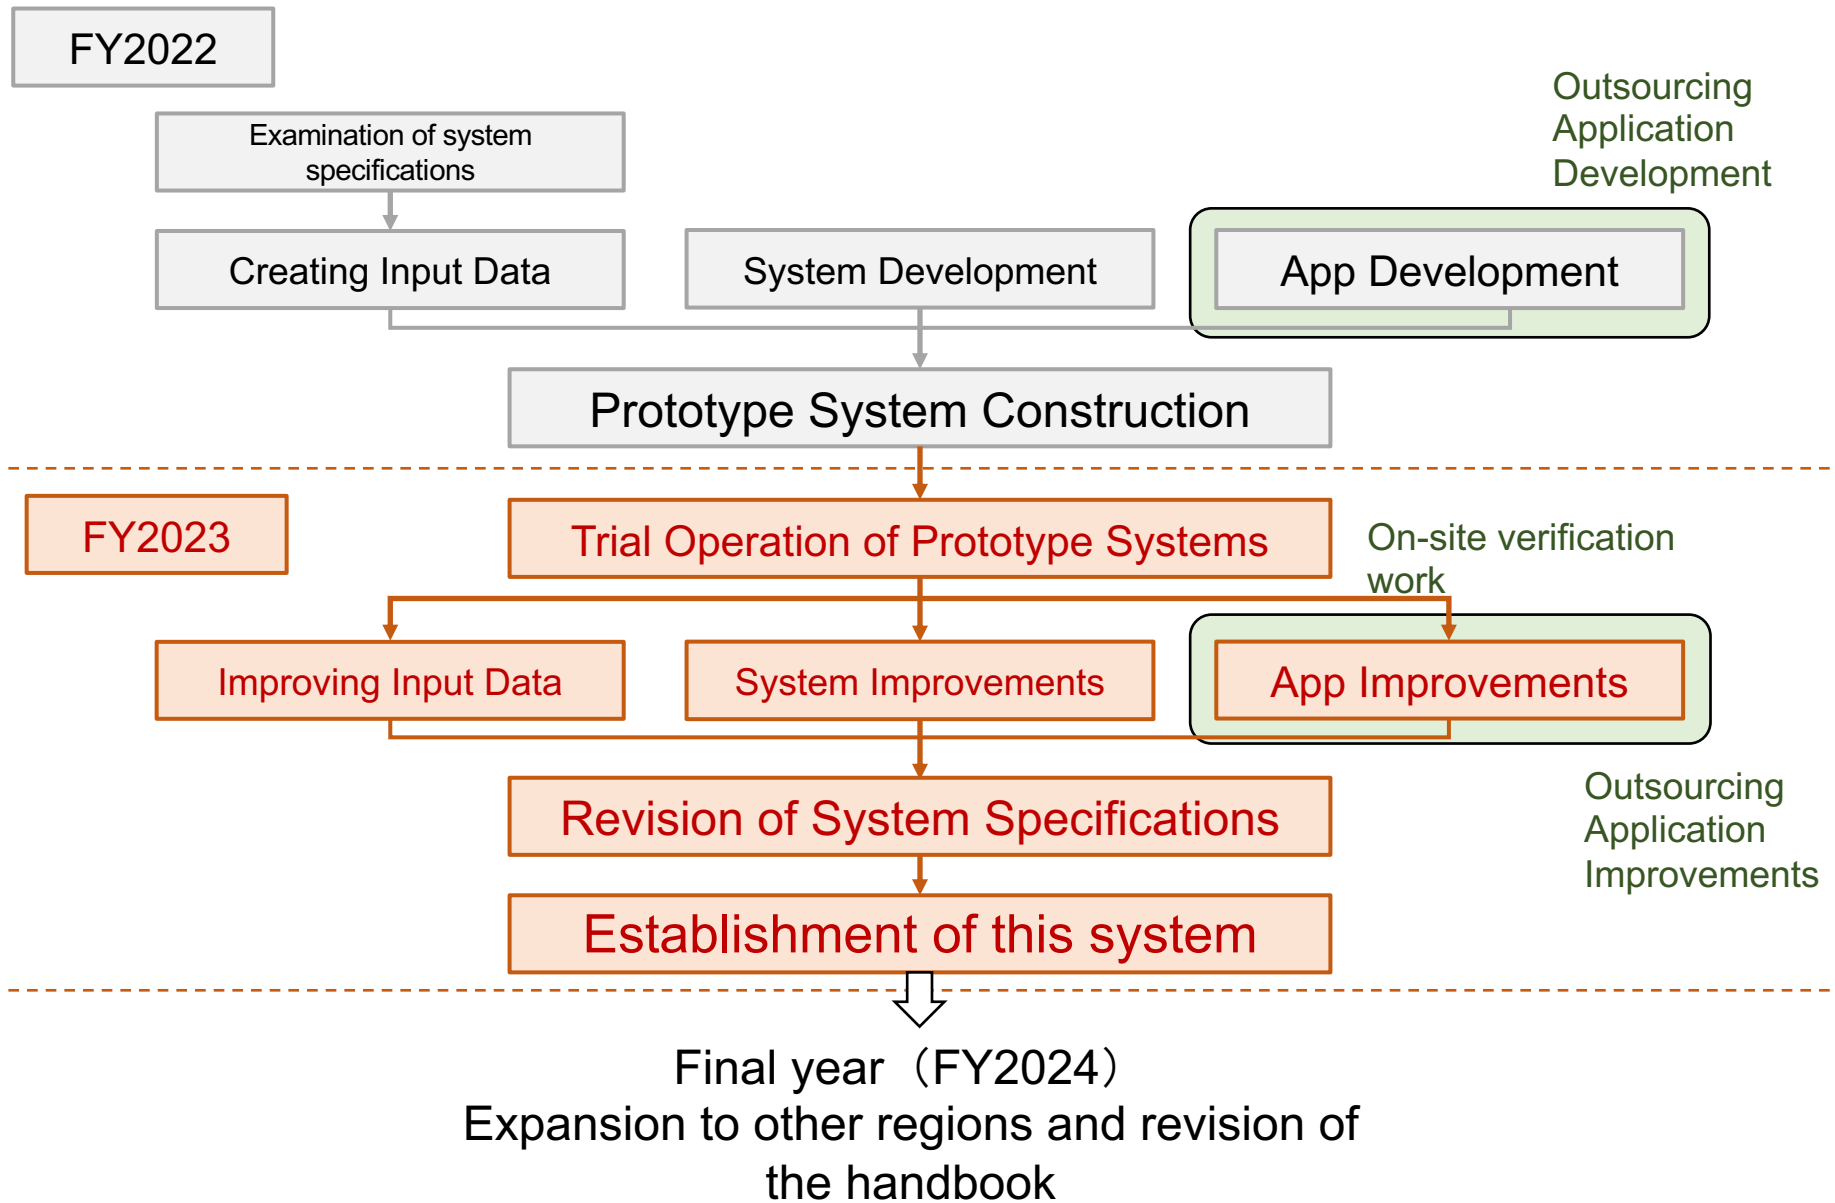 FY2022
Outsourcing
Application
Development
Examination of system
specifications
Creating Input Data
System Development
App Development
Prototype System Construction
FY2023
Trial Operation of Prototype Systems
On-site verification
work
Improving Input Data
System Improvements
App Improvements
Revision of System Specifications
Outsourcing
Application
Improvements
Establishment of this system
Final year（FY2024）
Expansion to other regions and revision of
the handbook